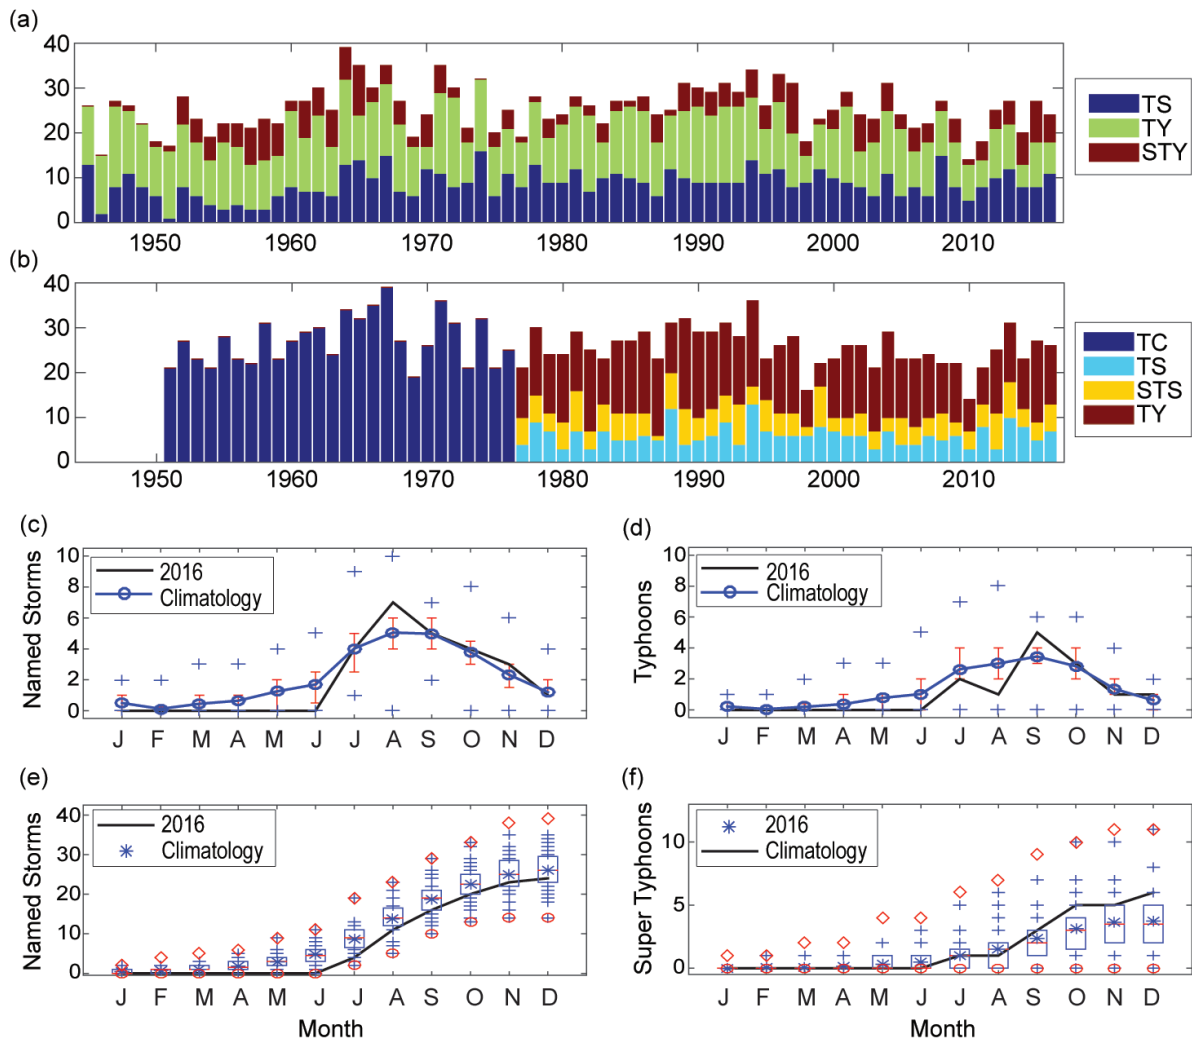 (a)
40
30
20
10
0
1950 1960 1970 1980 1990 2000 2010
TS
TY
STY
(b)
40
30
20
10
0
1950 1960 1970 1980 1990 2000 2010
TC
TS
STS
TY
(c)
Named Storms
10
8
6
4
2
0
2016
Climatology
J F M A M J J A S O N D
(d)
Typhoons
10
8
6
4
2
0
2016
Climatology
J F M A M J J A S O N D
(e)
Named Storms
40
30
20
10
0
2016
Climatology
J F M A M J J A S O N D
Month
(f)
Super Typhoons
10
5
0
2016
Climatology
J F M A M J J A S O N D
Month